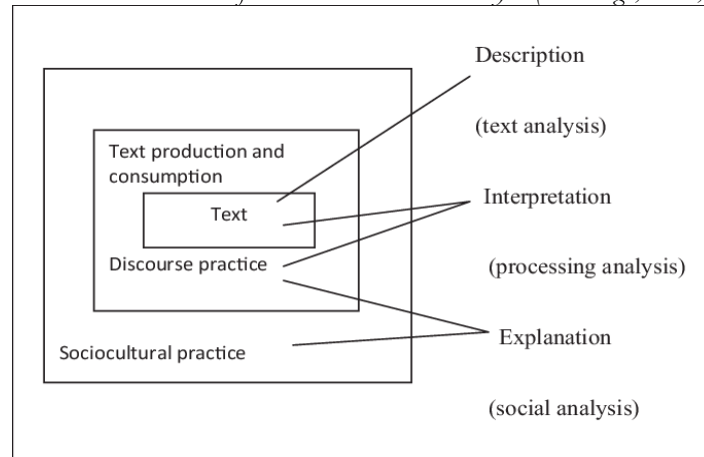 Description
(text analysis)
Text production and
consumption
Text
Interpretation
Discourse practice
(processing analysis)
Explanation
Sociocultural practice
(social analysis)